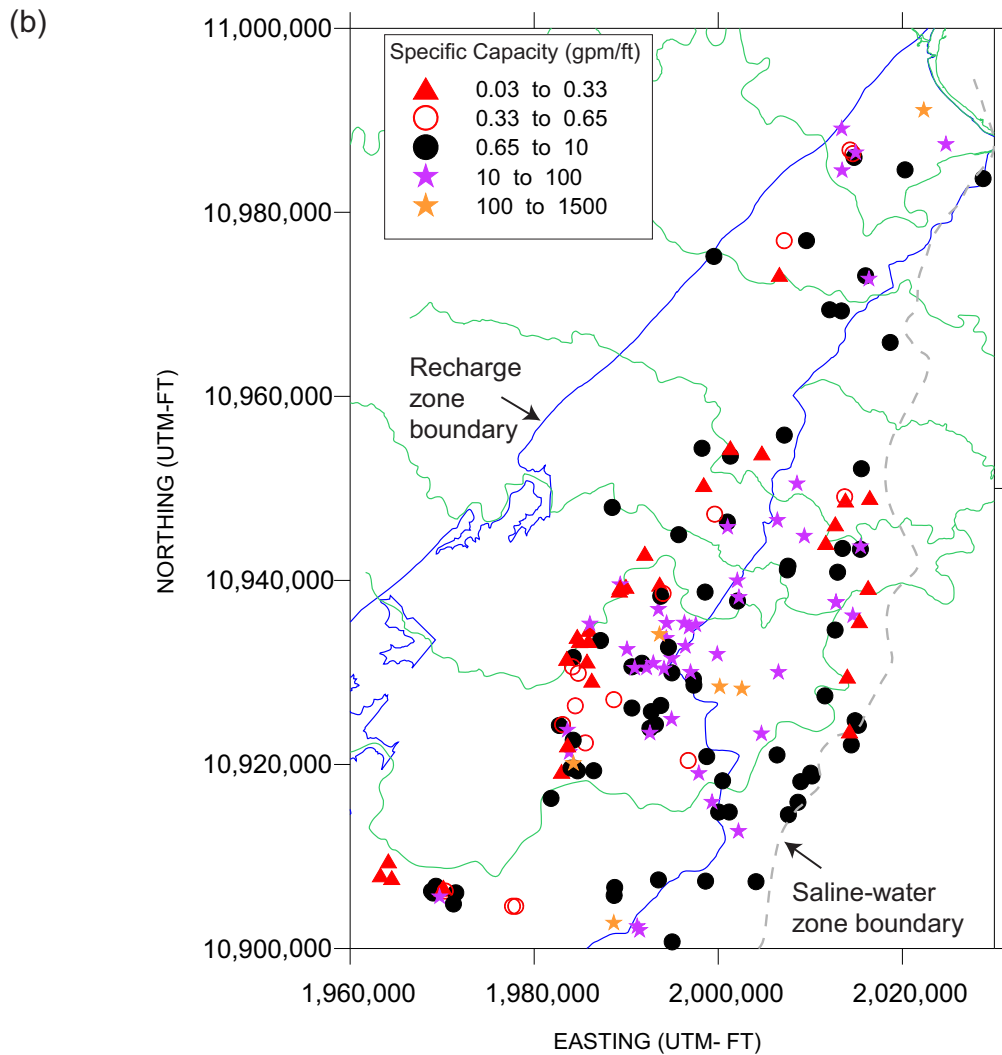 (b)
11,000,000
10,980,000
10,960,000
10,940,000
10,920,000
10,900,000
NORTHING (UTM-FT)
Specific Capacity (gpm/ft)
0.03 to 0.33
0.33 to 0.65
0.65 to 10
10 to 100
100 to 1500
Recharge
zone
boundary
Saline-water
zone boundary
1,960,000
1,980,000
2,000,000
2,020,000
EASTING (UTM- FT)